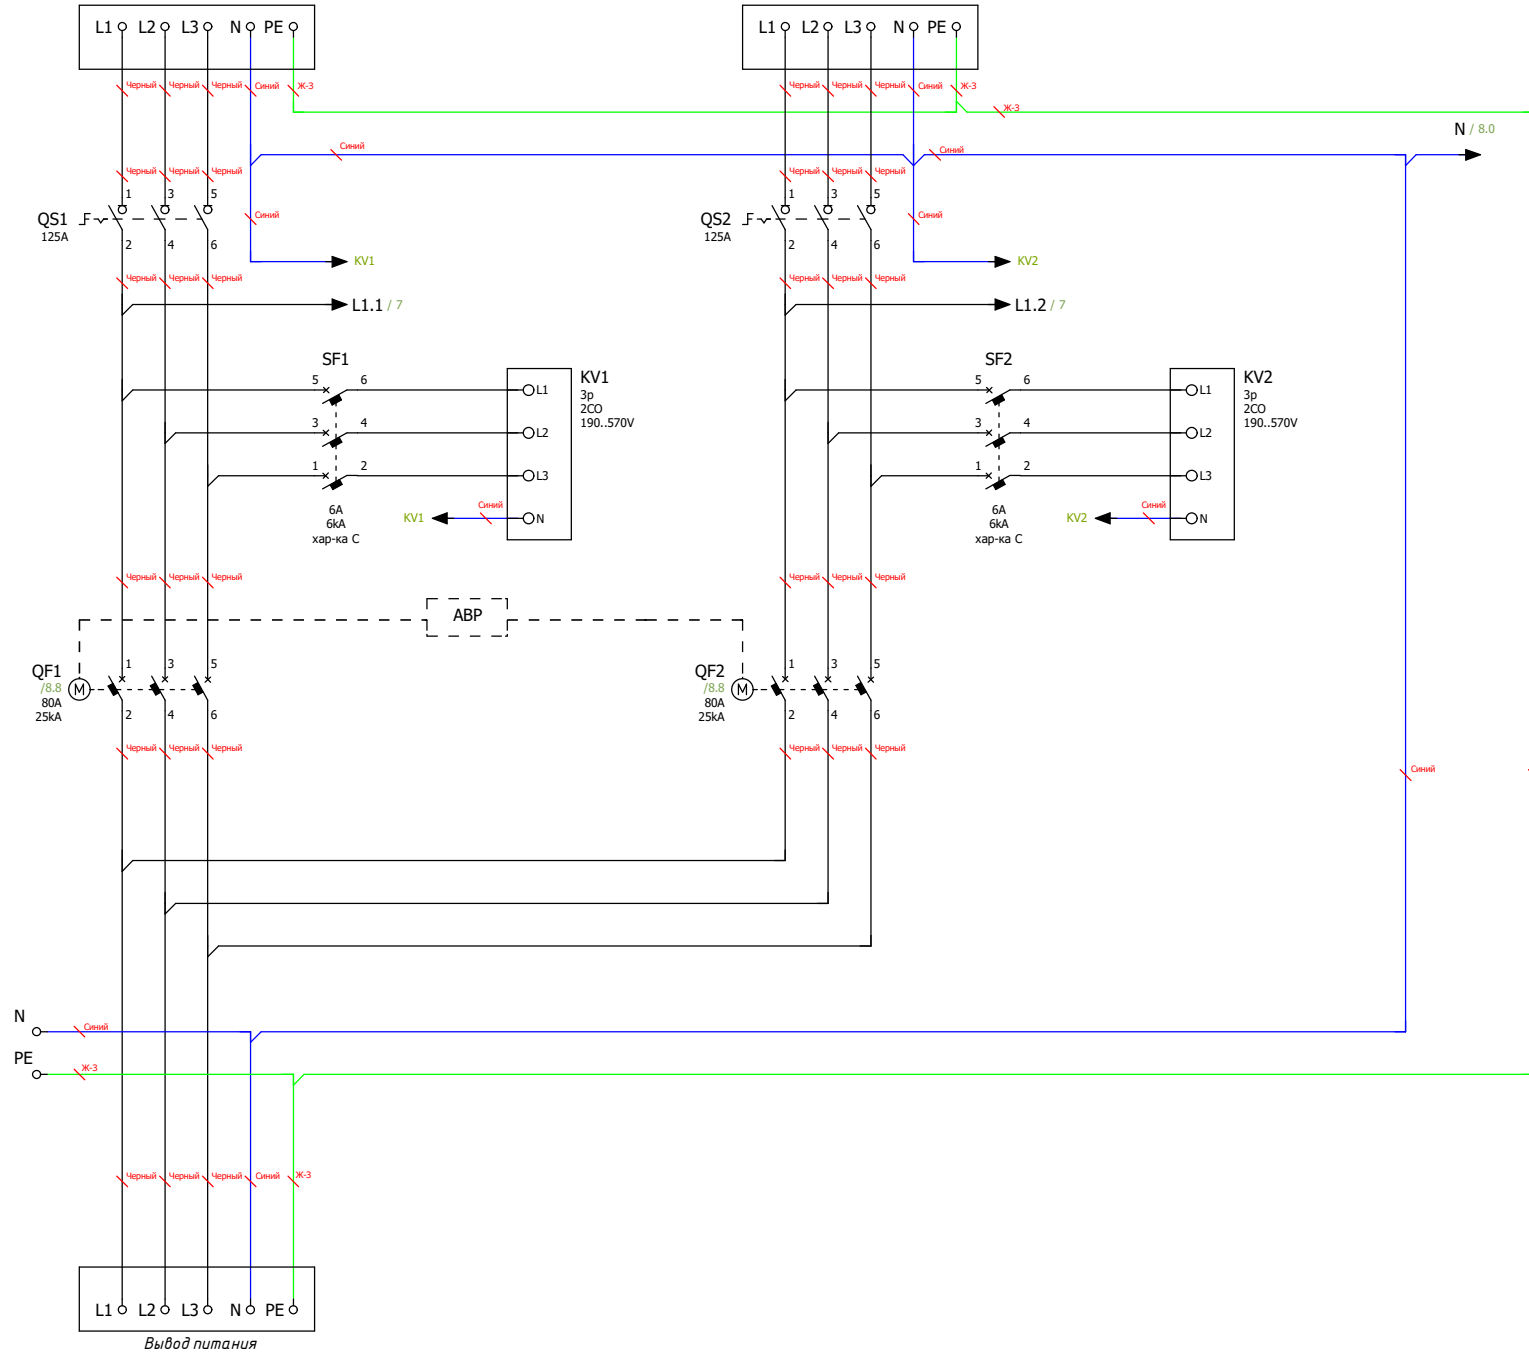 L1 L2 L3 N PE L1 L2 L3 N PE
Черный Черный Черный Синий Ж-З Черный Черный Черный Синий Ж-З
Ж-З
N / 8.0
Синий Синий
Черный Черный Черный Черный Черный Черный
1 3 5 1 3 5
QS1 Синий QS2 Синий
125A 125A
2 4 6 2 4 6
KV1 KV2
Черный Черный Черный Черный Черный Черный
L1.1 / 7 L1.2 / 7
SF1 SF2
5 6 L1 KV1 5 6 L1 KV2
3p 3p
2CO 2CO
190..570V 190..570V
3 4 L2 3 4 L2
1 2 L3 1 2 L3
Синий Синий
6A 6A
KV1 N KV2 N
6kA 6kA
хар-ка C хар-ка C
Черный Черный Черный Черный Черный Черный
АВР
1 3 5 1 3 5
QF1 QF2
/8.8 M /8.8 M
80A 80A
25kA 25kA
2 4 6 2 4 6
Черный Черный Черный Черный Черный Черный
Синий
N
Синий
PE
Ж-З
Черный Черный Черный Синий Ж-З
L1 L2 L3 N PE
Вывод питания